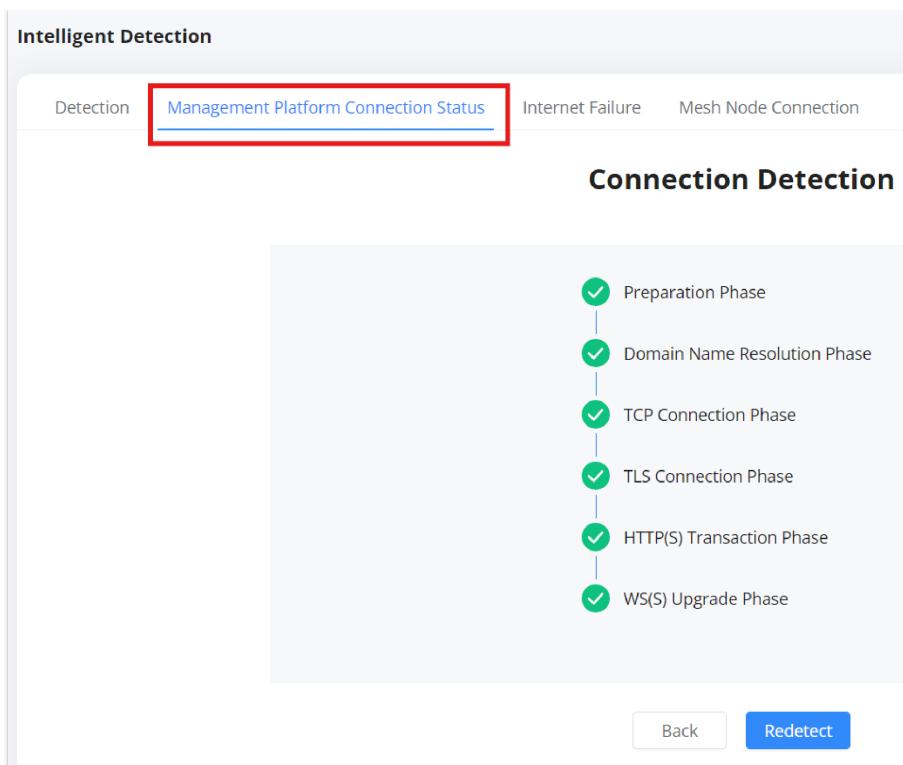 Intelligent Detection
Detection Management Platform Connection Status Internet Failure Mesh Node Connection
Connection Detection
Preparation Phase
Domain Name Resolution Phase
TCP Connection Phase
TLS Connection Phase
HTTP(S) Transaction Phase
WS(S) Upgrade Phase
Back Redetect